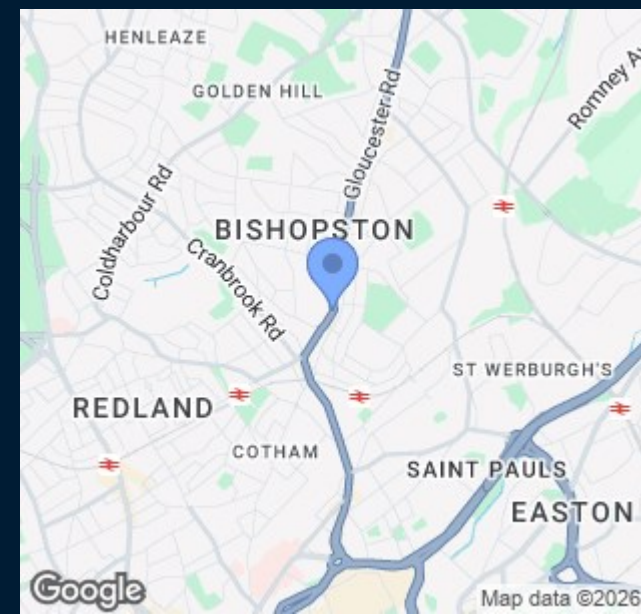 HENLEAZE
GOLDEN HILL
Gloucester Rd
Romney Av
Coldharbour Rd
BISHOPSTON
Cranbrook Rd
ST WERBURGH'S
REDLAND
COTHAM
SAINT PAULS
EASTON
Google
Map data ©2026